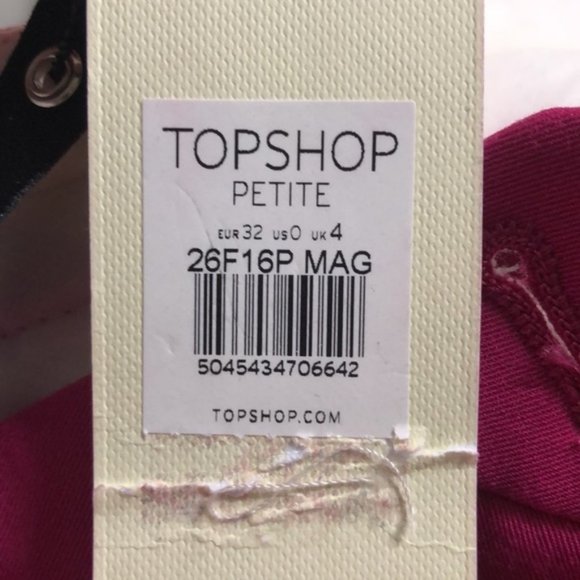 TOPSHOP
PETITE
EUR 32 US 0 UK 4
26F16P MAG
5045434706642
TOPSHOP.COM